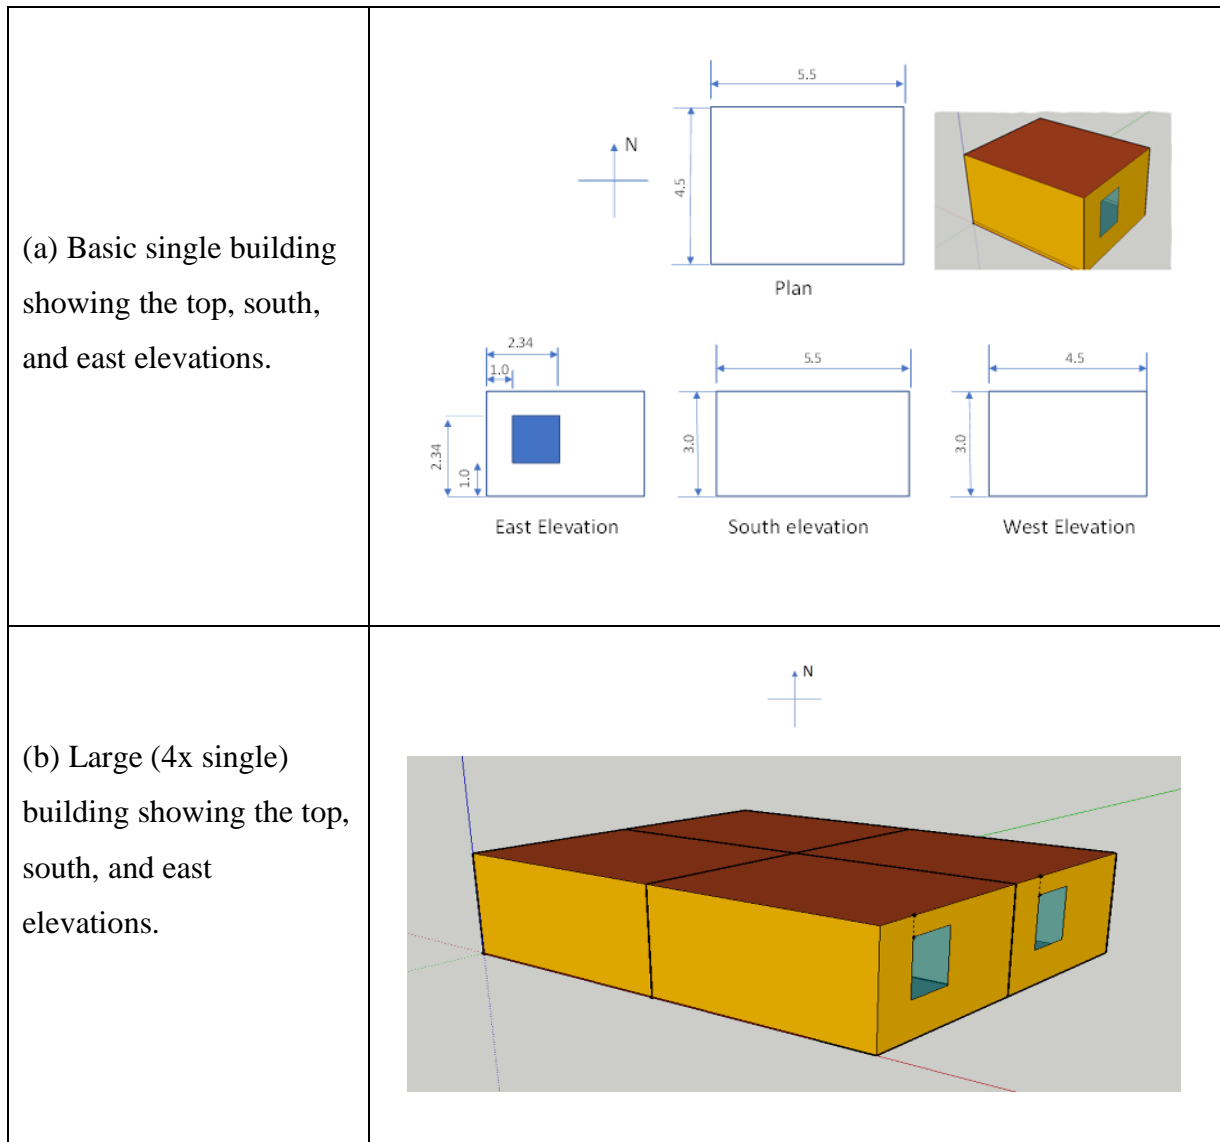 (a) Basic single building
showing the top, south,
and east elevations.
5.5
N
4.5
Plan
2.34
1.0
2.34
1.0
East Elevation
5.5
3.0
South elevation
4.5
3.0
West Elevation
(b) Large (4x single)
building showing the top,
south, and east
elevations.
N